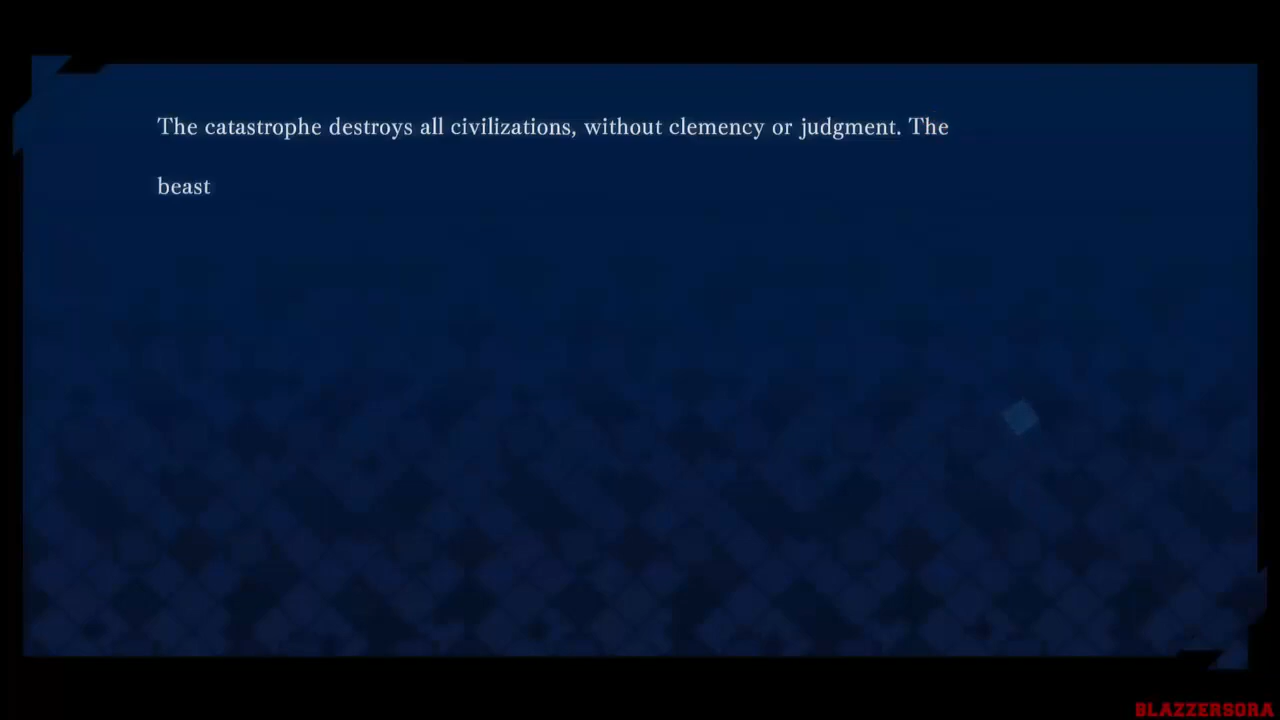 The catastrophe destroys all civilizations, without clemency or judgment. The
beast
BLAZZERSORA